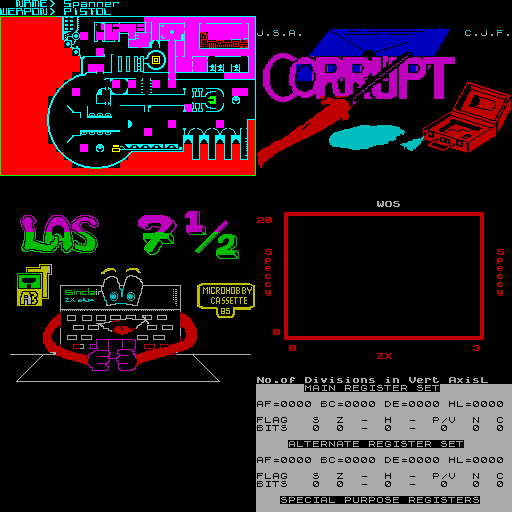 NAME> Spanner
WEAPON> PISTOL
J.S.A. C.J.F.
CORRUPT
LAS 7 1/2
Sinclair
ZX
AB
MICROHOBBY
CASSETTE
85
WOS
20
Speccy
Speccy
0
0 3
ZX
No.of Divisions in Vert AxisL
MAIN REGISTER SET
AF=0000 BC=0000 DE=0000 HL=0000
FLAG S Z - H - P/V N C
BITS 0 0 - 0 - 0 0 0
ALTERNATE REGISTER SET
AF=0000 BC=0000 DE=0000 HL=0000
FLAG S Z - H - P/V N C
BITS 0 0 - 0 - 0 0 0
SPECIAL PURPOSE REGISTERS